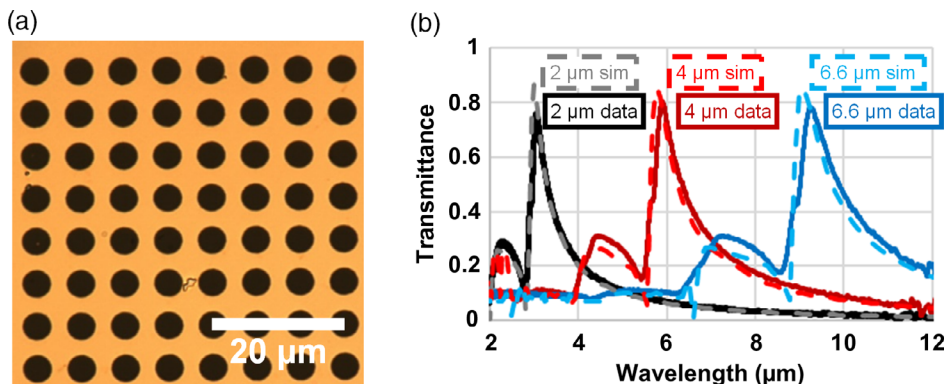 (a)
20 μm
(b)
Transmittance
1
0.8
0.6
0.4
0.2
0
2 μm sim
4 μm sim
6.6 μm sim
2 μm data
4 μm data
6.6 μm data
2 4 6 8 10 12
Wavelength (μm)